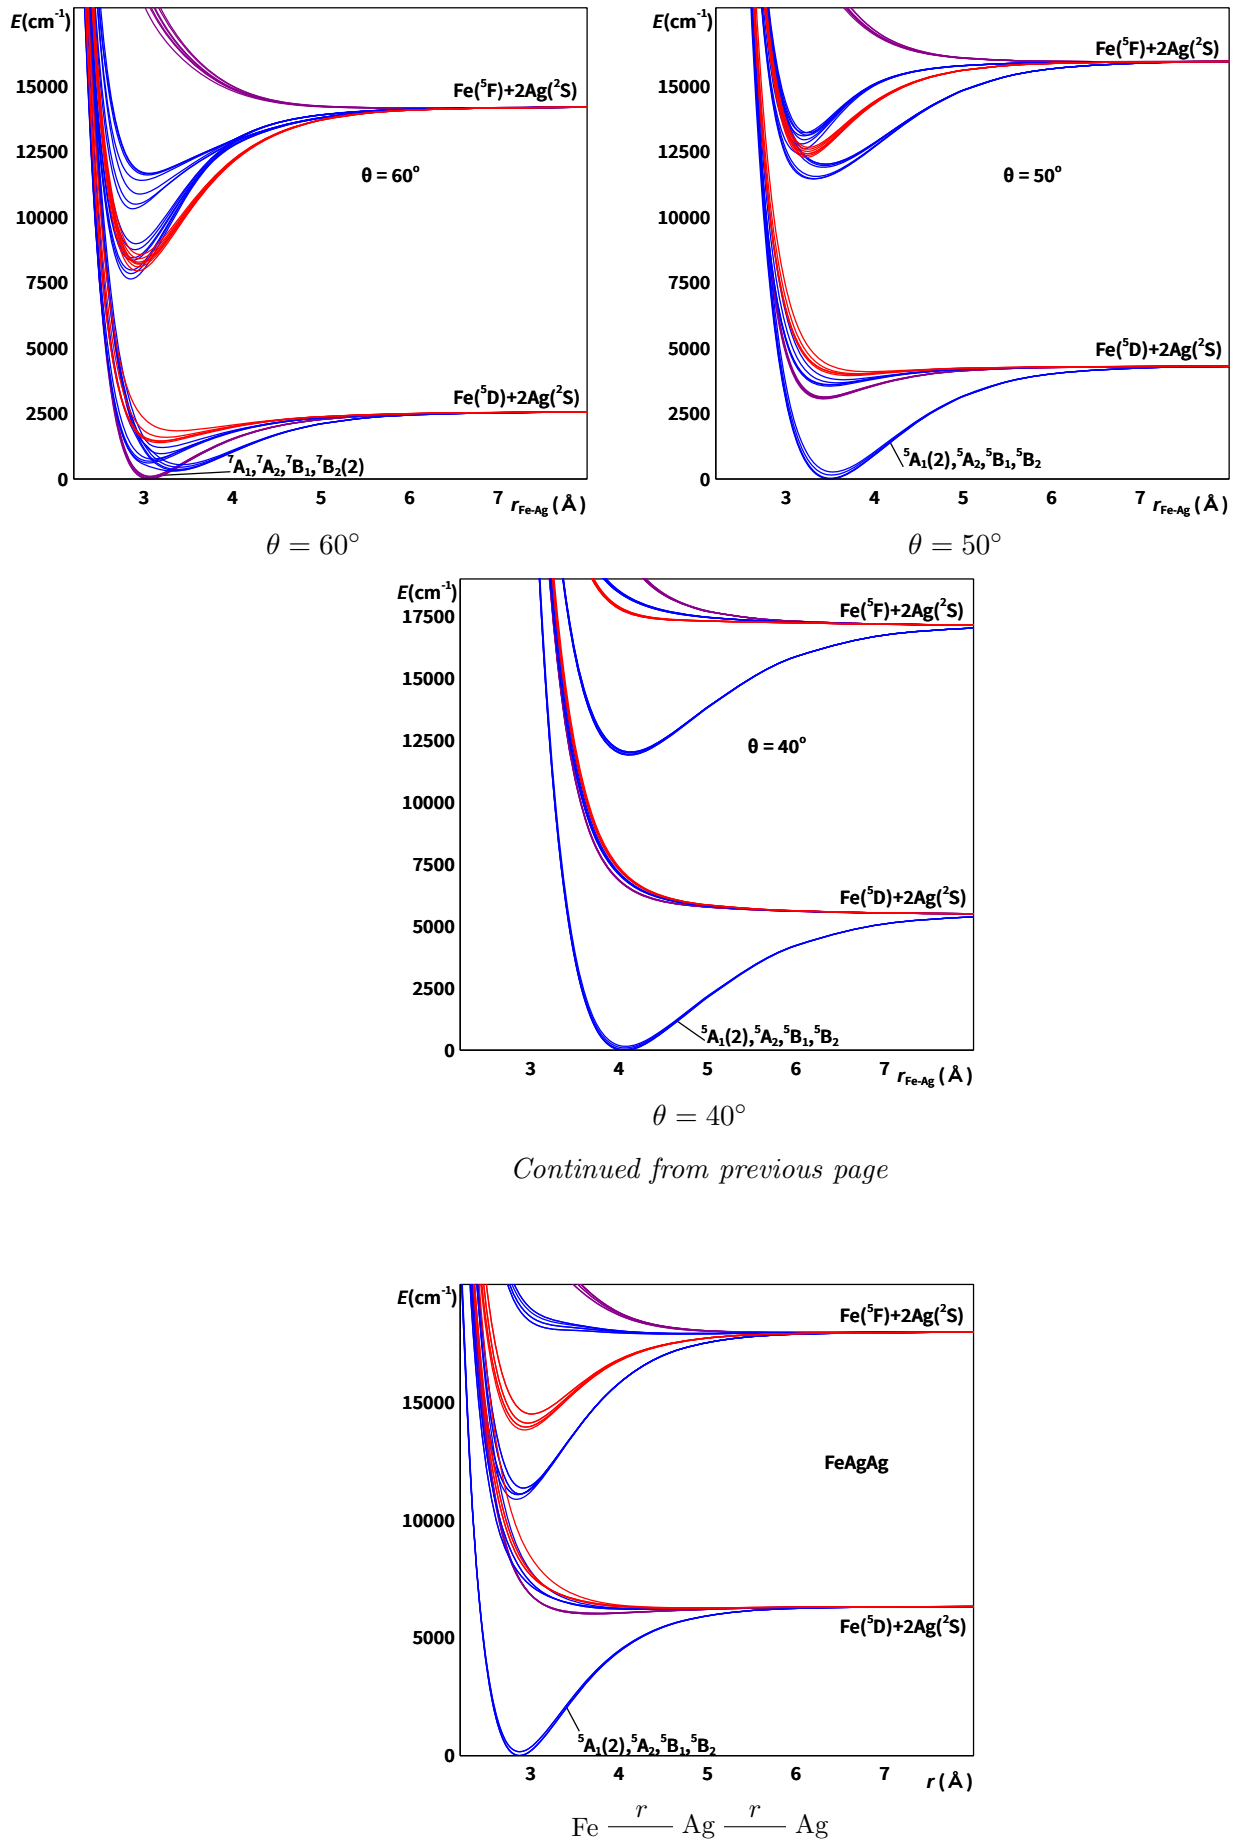 E(cm⁻¹)
15000
12500
10000
7500
5000
2500
0
Fe(⁵F)+2Ag(²S)
θ = 60°
Fe(⁵D)+2Ag(²S)
⁷A₁,⁷A₂,⁷B₁,⁷B₂(2)
3 4 5 6 7 r_Fe-Ag (Å)
θ = 60°
E(cm⁻¹)
15000
12500
10000
7500
5000
2500
0
Fe(⁵F)+2Ag(²S)
θ = 50°
Fe(⁵D)+2Ag(²S)
⁵A₁(2),⁵A₂,⁵B₁,⁵B₂
3 4 5 6 7 r_Fe-Ag (Å)
θ = 50°
E(cm⁻¹)
17500
15000
12500
10000
7500
5000
2500
0
Fe(⁵F)+2Ag(²S)
θ = 40°
Fe(⁵D)+2Ag(²S)
⁵A₁(2),⁵A₂,⁵B₁,⁵B₂
3 4 5 6 7 r_Fe-Ag (Å)
θ = 40°
Continued from previous page
E(cm⁻¹)
15000
10000
5000
0
Fe(⁵F)+2Ag(²S)
FeAgAg
Fe(⁵D)+2Ag(²S)
⁵A₁(2),⁵A₂,⁵B₁,⁵B₂
3 4 5 6 7 r (Å)
Fe r Ag r Ag